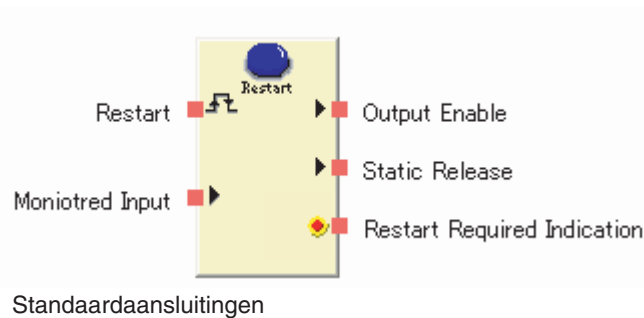 Restart
Restart
Output Enable
Static Release
Moniotred Input
Restart Required Indication
Standaardaansluitingen